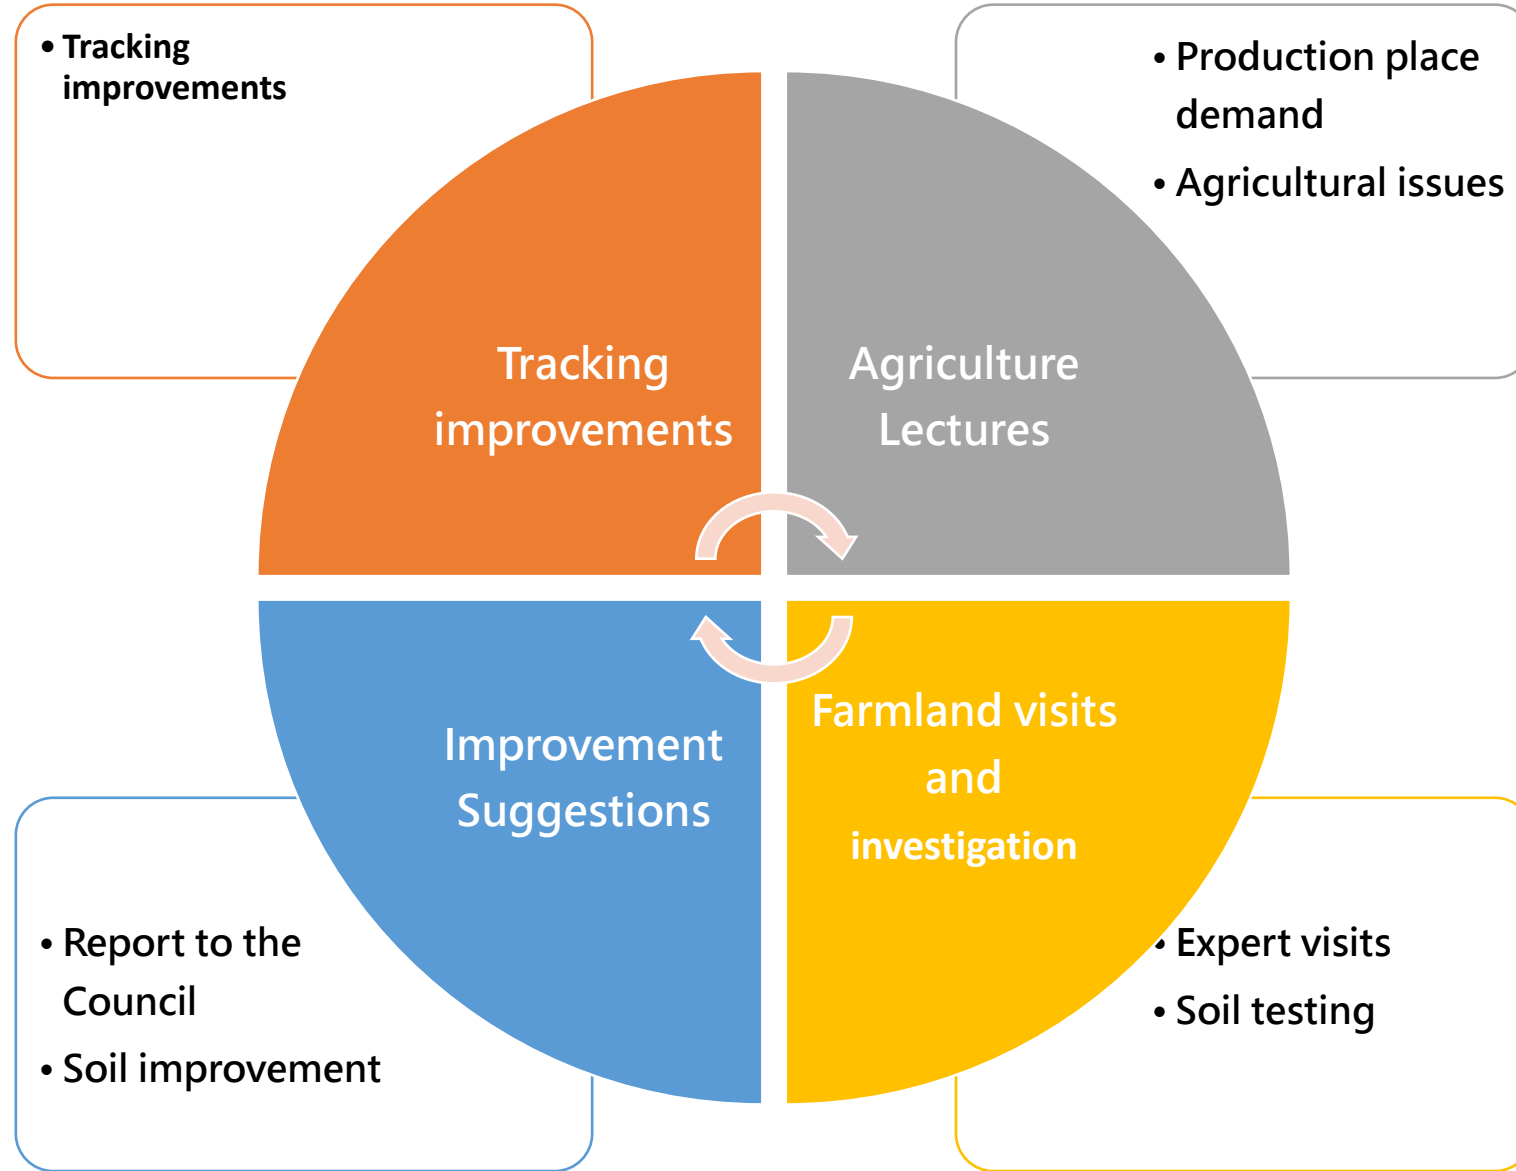 • Tracking
improvements
• Production place
demand
• Agricultural issues
Tracking
improvements
Agriculture
Lectures
Improvement
Suggestions
Farmland visits
and
investigation
• Report to the
Council
• Soil improvement
• Expert visits
• Soil testing